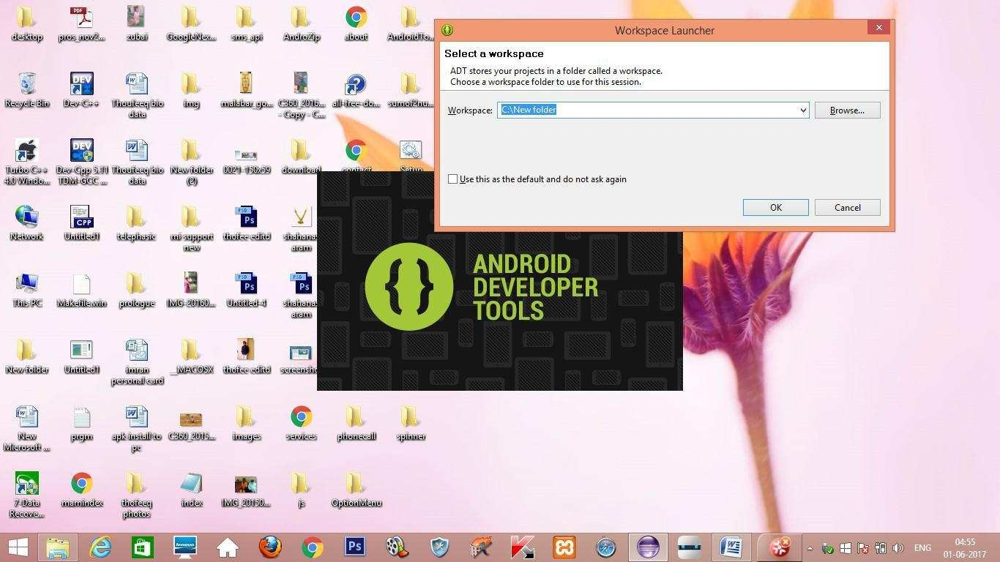 desktop
pros_nov2...
zubai
GoogleNex...
sms_api
AndroZip
about
AndroidTo...
Recycle Bin
Dev-C++
Thoufeeq bio
data
img
malabar_go...
C360_2016...
- Copy - C...
all-free-do...
sumof2nu...
Turbo C++
4.0 Windo...
Dev-Cpp 5.11
TDM-GCC ...
Thoufeeq bio
data
New folder
(2)
0021-150x59
download
contact
Setup
Network
Untitled1
telephasic
mi support
new
thofee editd
shahanas
aram
This PC
Makefile.win
prologue
IMG-20160...
Untitled-4
shahanas
aram
New folder
Untitled1
imran
personal card
__MACOSX
thofee editd
screensho
New
Microsoft ...
prgm
apk install to
pc
C360_2015...
images
services
phonecall
spinner
7-Data
Recove...
mamindex
thofeeq
photos
index
IMG_20150...
js
OptionMenu
Workspace Launcher
Select a workspace
ADT stores your projects in a folder called a workspace.
Choose a workspace folder to use for this session.
Workspace:
C:\New folder
Browse...
Use this as the default and do not ask again
OK
Cancel
ANDROID
DEVELOPER
TOOLS
ENG
04:55
01-06-2017